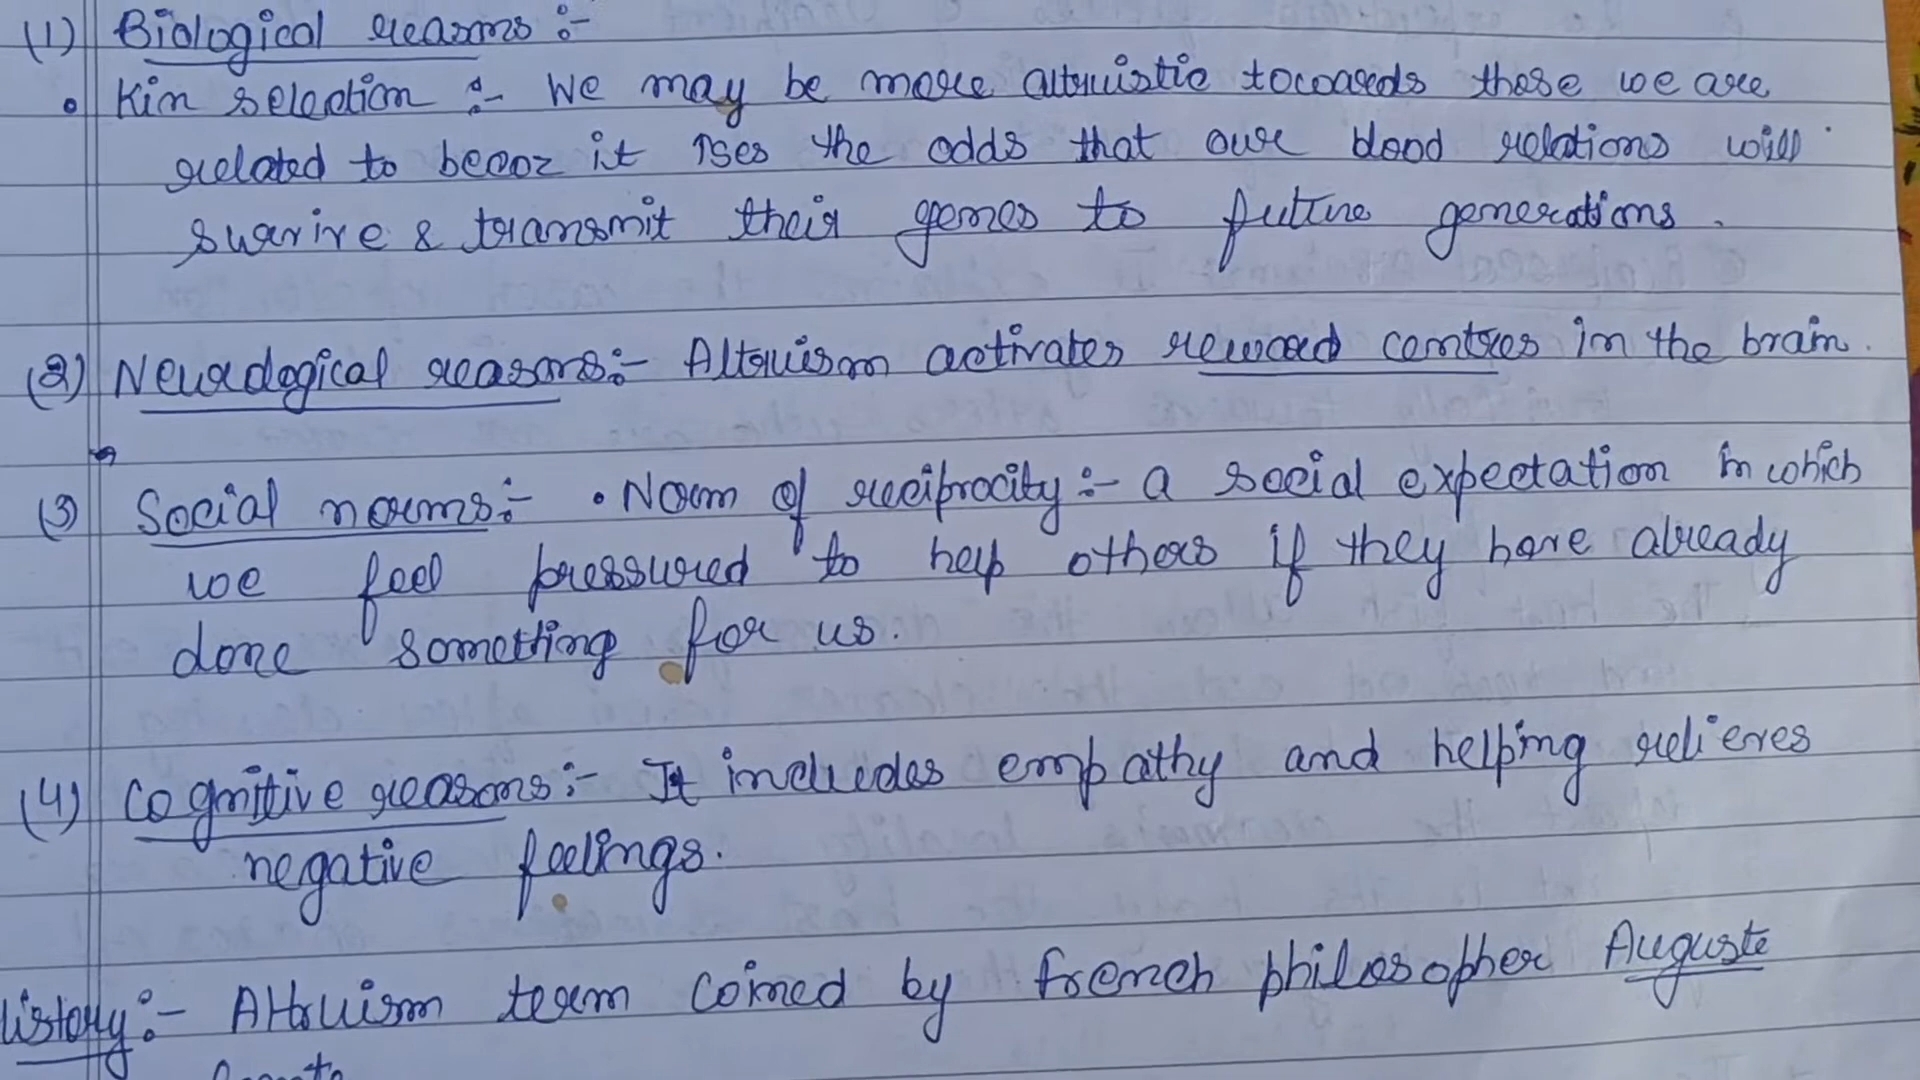 (1) Biological reasons :-
• Kin selection :- We may be more altruistic towards those we are
related to becoz it ↑ses the odds that our blood relations will
survive & transmit their genes to future generations.
(2) Neurological reasons:- Altruism activates reward centres in the brain.
(3) Social norms:- • Norm of reciprocity:- a social expectation in which
we feel pressured to help others if they have already
done something for us.
(4) Cognitive reasons:- It includes empathy and helping relieves
negative feelings.
History:- Altruism term coined by french philosopher Auguste